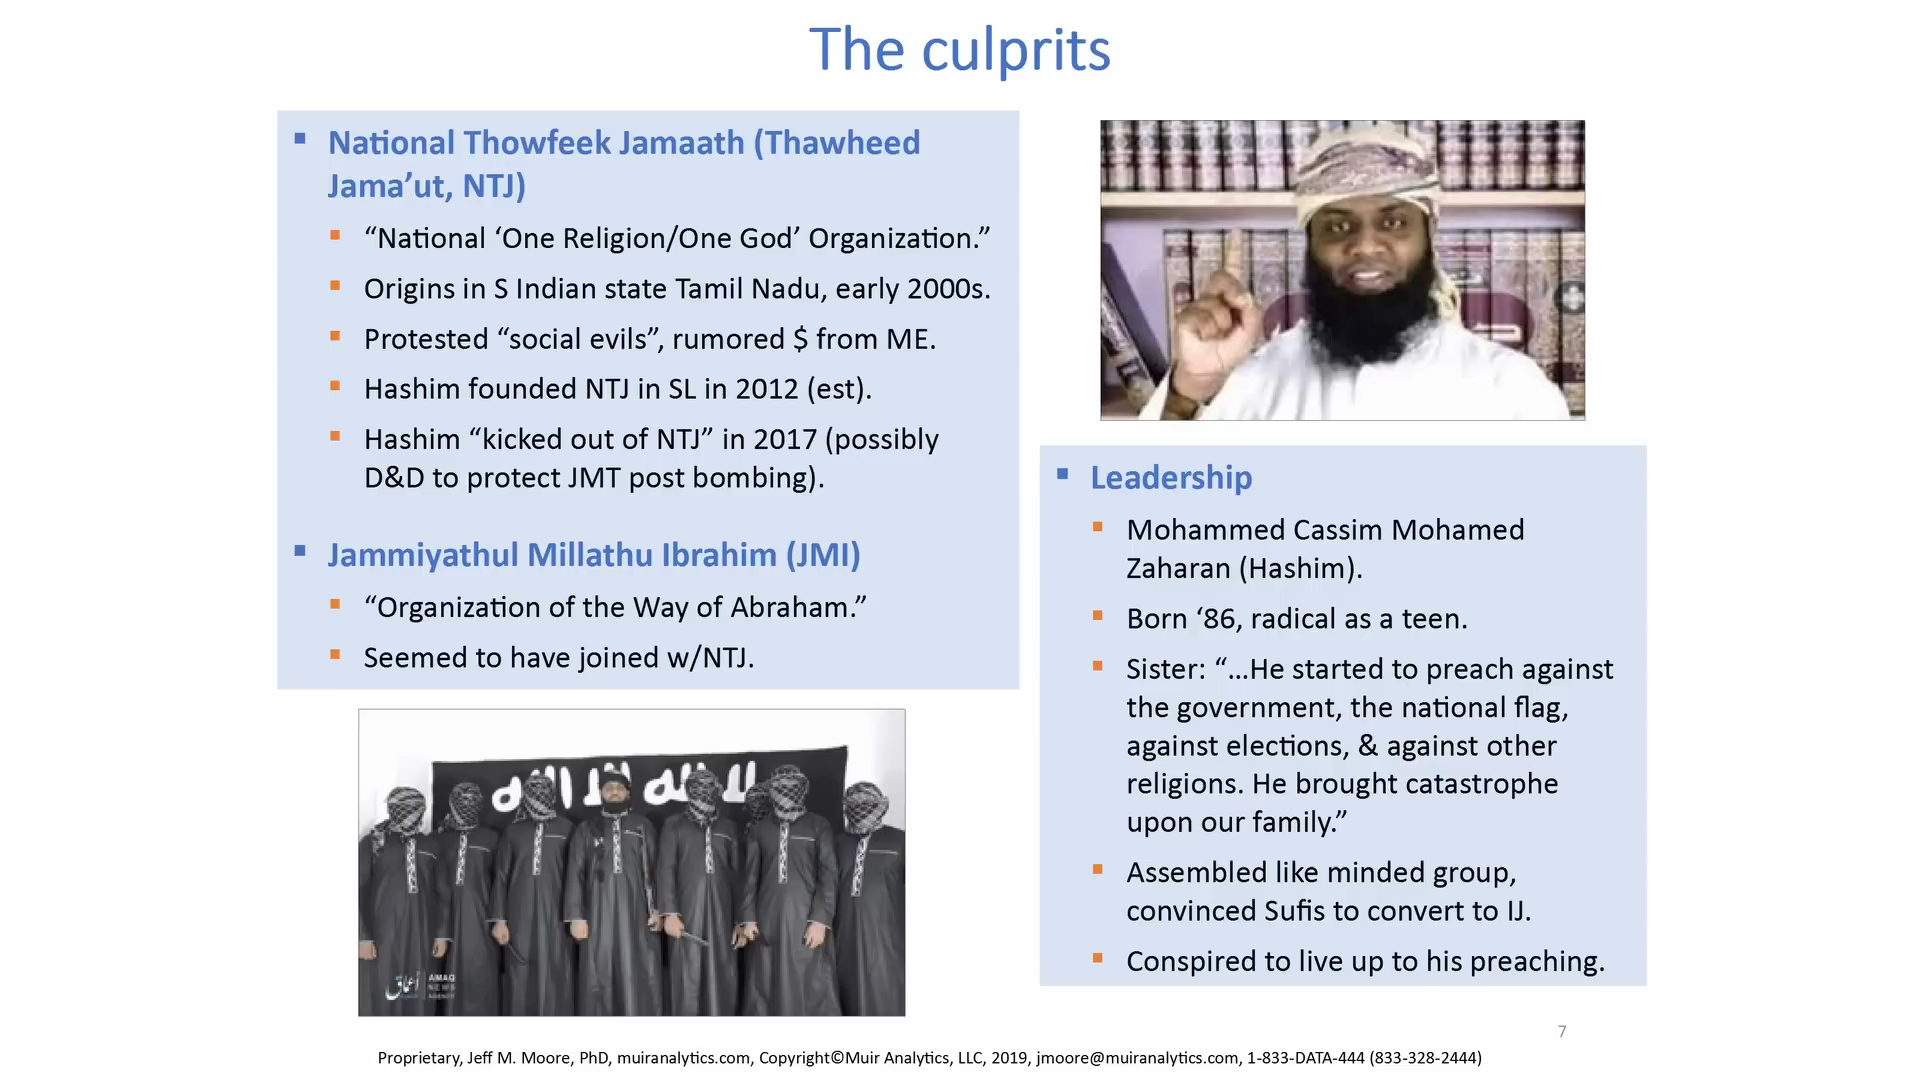 The culprits
National Thowfeek Jamaath (Thawheed
Jama’ut, NTJ)
“National ‘One Religion/One God’ Organization.”
Origins in S Indian state Tamil Nadu, early 2000s.
Protested “social evils”, rumored $ from ME.
Hashim founded NTJ in SL in 2012 (est).
Hashim “kicked out of NTJ” in 2017 (possibly
D&D to protect JMT post bombing).
Jammiyathul Millathu Ibrahim (JMI)
“Organization of the Way of Abraham.”
Seemed to have joined w/NTJ.
أعماق
AMAQ
NEWS
AGENCY
Leadership
Mohammed Cassim Mohamed
Zaharan (Hashim).
Born ‘86, radical as a teen.
Sister: “…He started to preach against
the government, the national flag,
against elections, & against other
religions. He brought catastrophe
upon our family.”
Assembled like minded group,
convinced Sufis to convert to IJ.
Conspired to live up to his preaching.
7
Proprietary, Jeff M. Moore, PhD, muiranalytics.com, Copyright©Muir Analytics, LLC, 2019, jmoore@muiranalytics.com, 1-833-DATA-444 (833-328-2444)